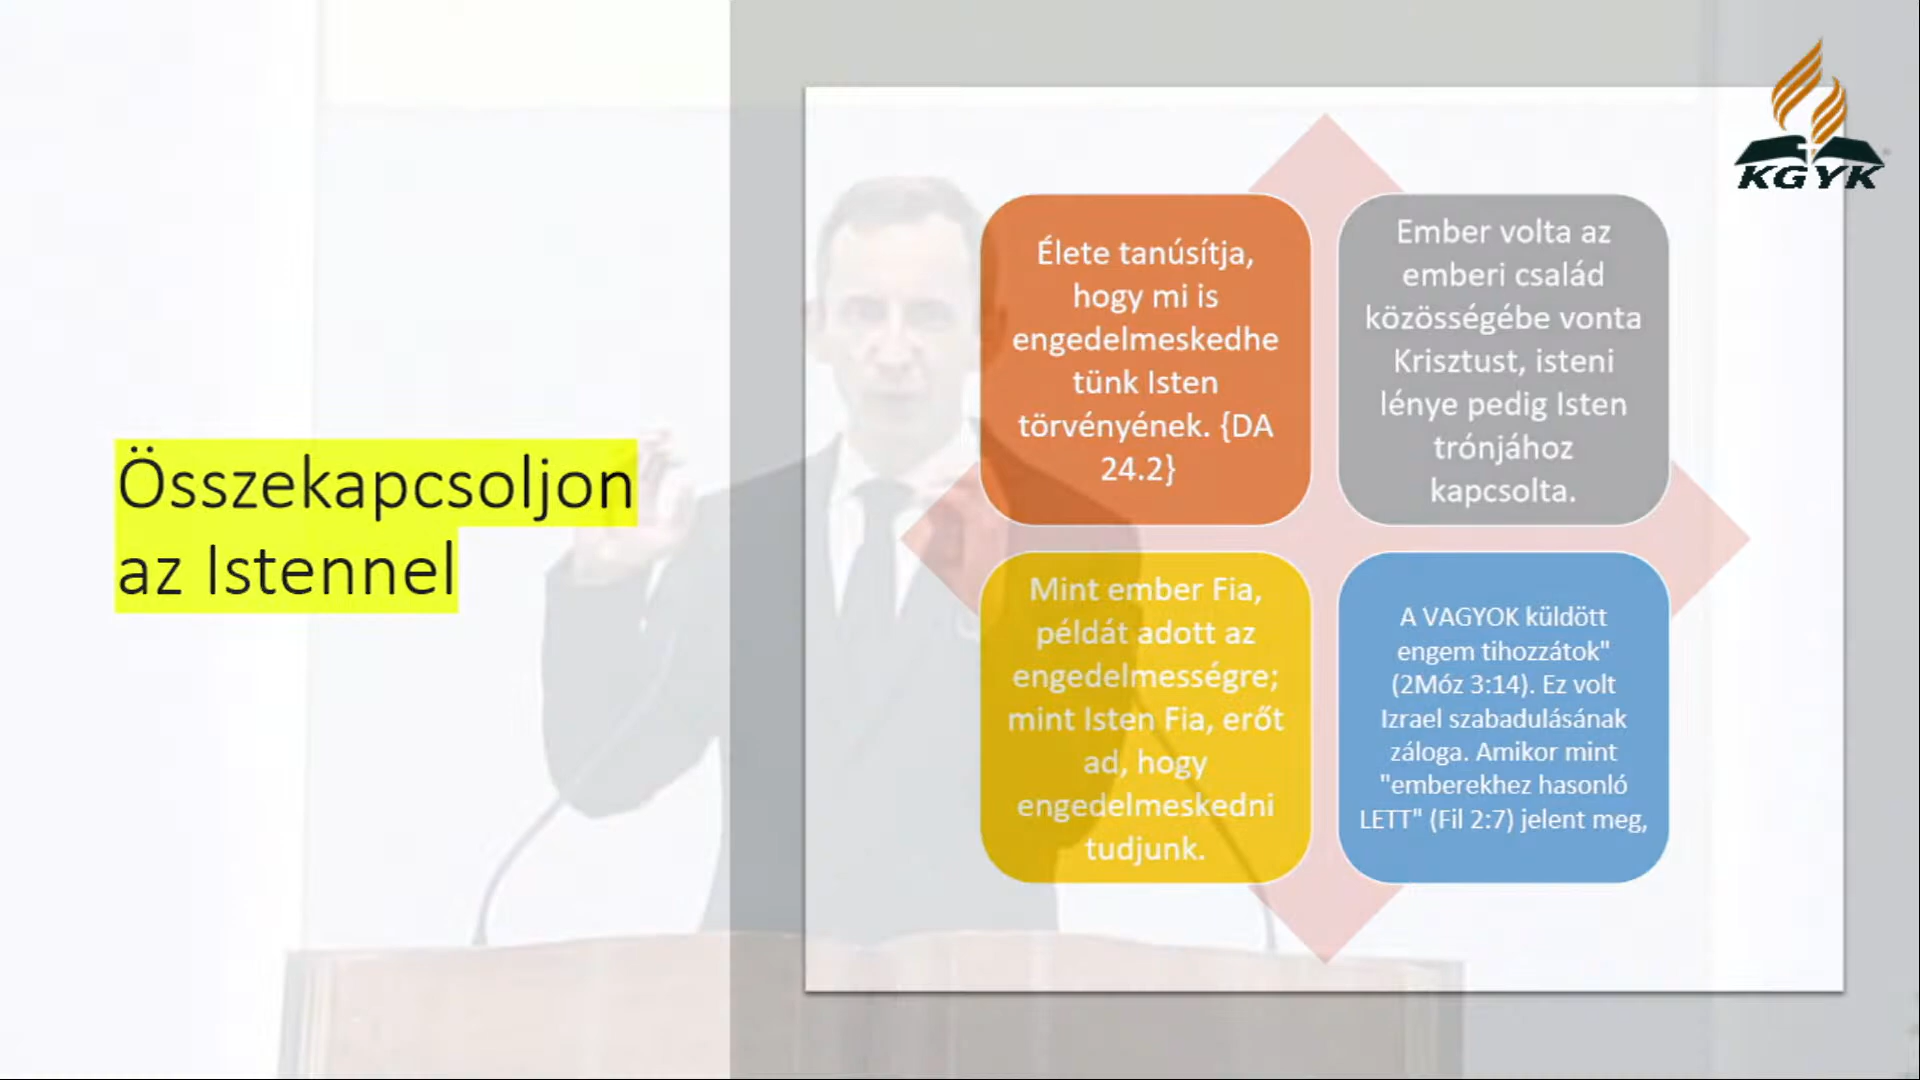 KGYK
Összekapcsoljon
az Istennel
Élete tanúsítja,
hogy mi is
engedelmeskedhe
tünk Isten
törvényének. {DA
24.2}
Ember volta az
emberi család
közösségébe vonta
Krisztust, isteni
lénye pedig Isten
trónjához
kapcsolta.
Mint ember Fia,
példát adott az
engedelmességre;
mint Isten Fia, erőt
ad, hogy
engedelmeskedni
tudjunk.
A VAGYOK küldött
engem tihozzátok"
(2Móz 3:14). Ez volt
Izrael szabadulásának
záloga. Amikor mint
"emberekhez hasonló
LETT" (Fil 2:7) jelent meg,